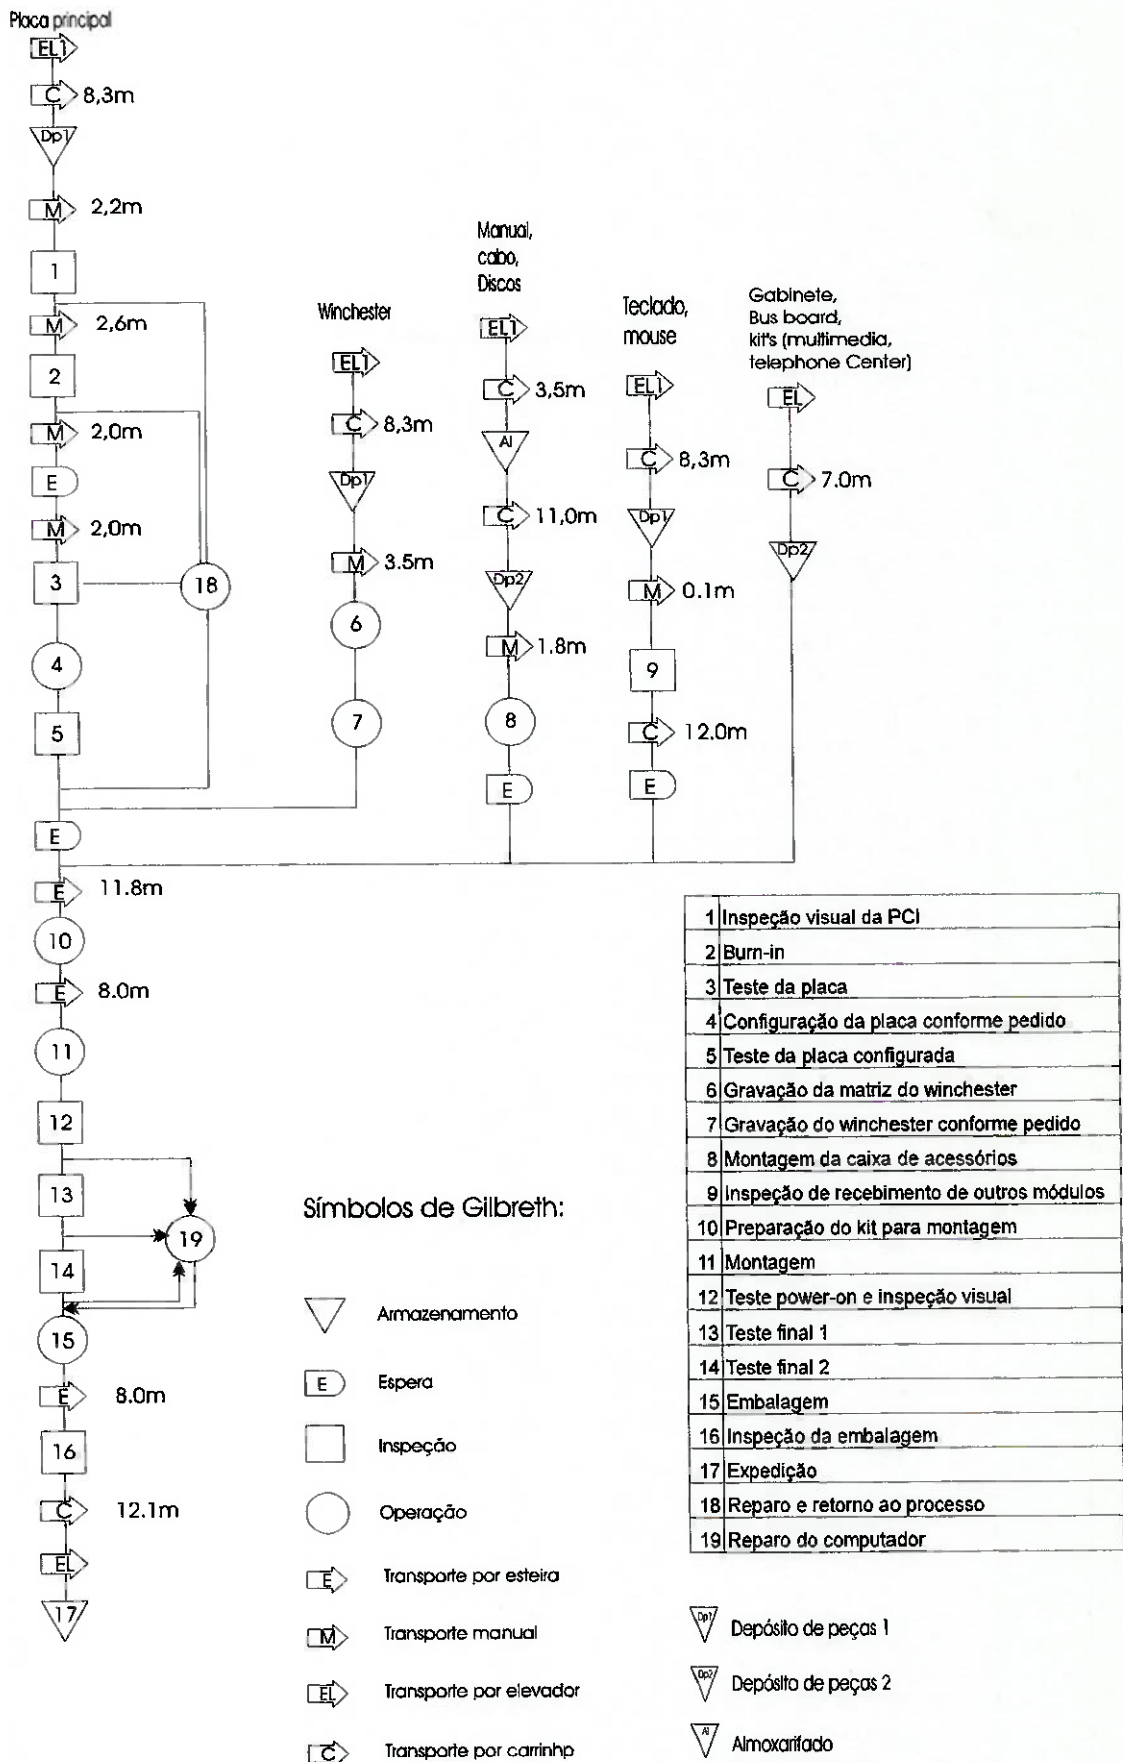 Placa principal
EL1
C 8,3m
Dp1
M 2,2m
1
M 2,6m
2
M 2,0m
E
M 2,0m
3
18
4
5
E
Winchester
EL1
C 8,3m
Dp1
M 3.5m
6
7
Manual,
cabo,
Discos
EL1
C 3,5m
Al
C 11,0m
Dp2
M 1.8m
8
E
Teclado,
mouse
EL1
C 8,3m
Dp1
M 0.1m
9
C 12.0m
E
Gabinete,
Bus board,
kit's (multimedia,
telephone Center)
EL
C 7.0m
Dp2
E 11.8m
10
E 8.0m
11
12
13
19
14
15
E 8.0m
16
C 12.1m
EL
17
Símbolos de Gilbreth:
Armazenamento
E Espera
Inspeção
Operação
E Transporte por esteira
M Transporte manual
EL Transporte por elevador
C Transporte por carrinhp
1 Inspeção visual da PCI
2 Burn-in
3 Teste da placa
4 Configuração da placa conforme pedido
5 Teste da placa configurada
6 Gravação da matriz do winchester
7 Gravação do winchester conforme pedido
8 Montagem da caixa de acessórios
9 Inspeção de recebimento de outros módulos
10 Preparação do kit para montagem
11 Montagem
12 Teste power-on e inspeção visual
13 Teste final 1
14 Teste final 2
15 Embalagem
16 Inspeção da embalagem
17 Expedição
18 Reparo e retorno ao processo
19 Reparo do computador
Dp1 Depósito de peças 1
Dp2 Depósito de peças 2
Al Almoxarifado